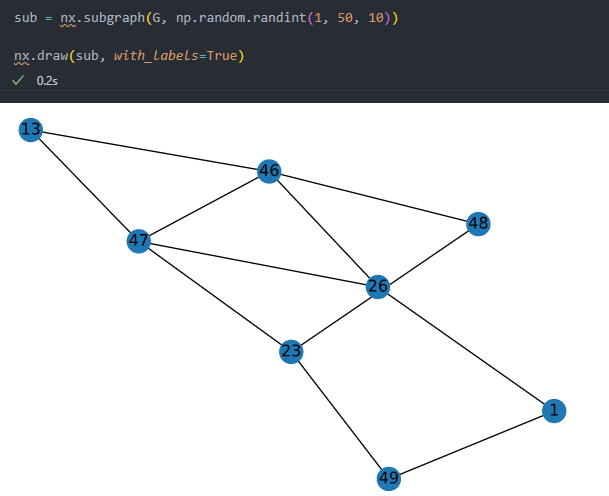 sub = nx.subgraph(G, np.random.randint(1, 50, 10))
nx.draw(sub, with_labels=True)
✓ 0.2s
13
46
48
47
26
23
1
49